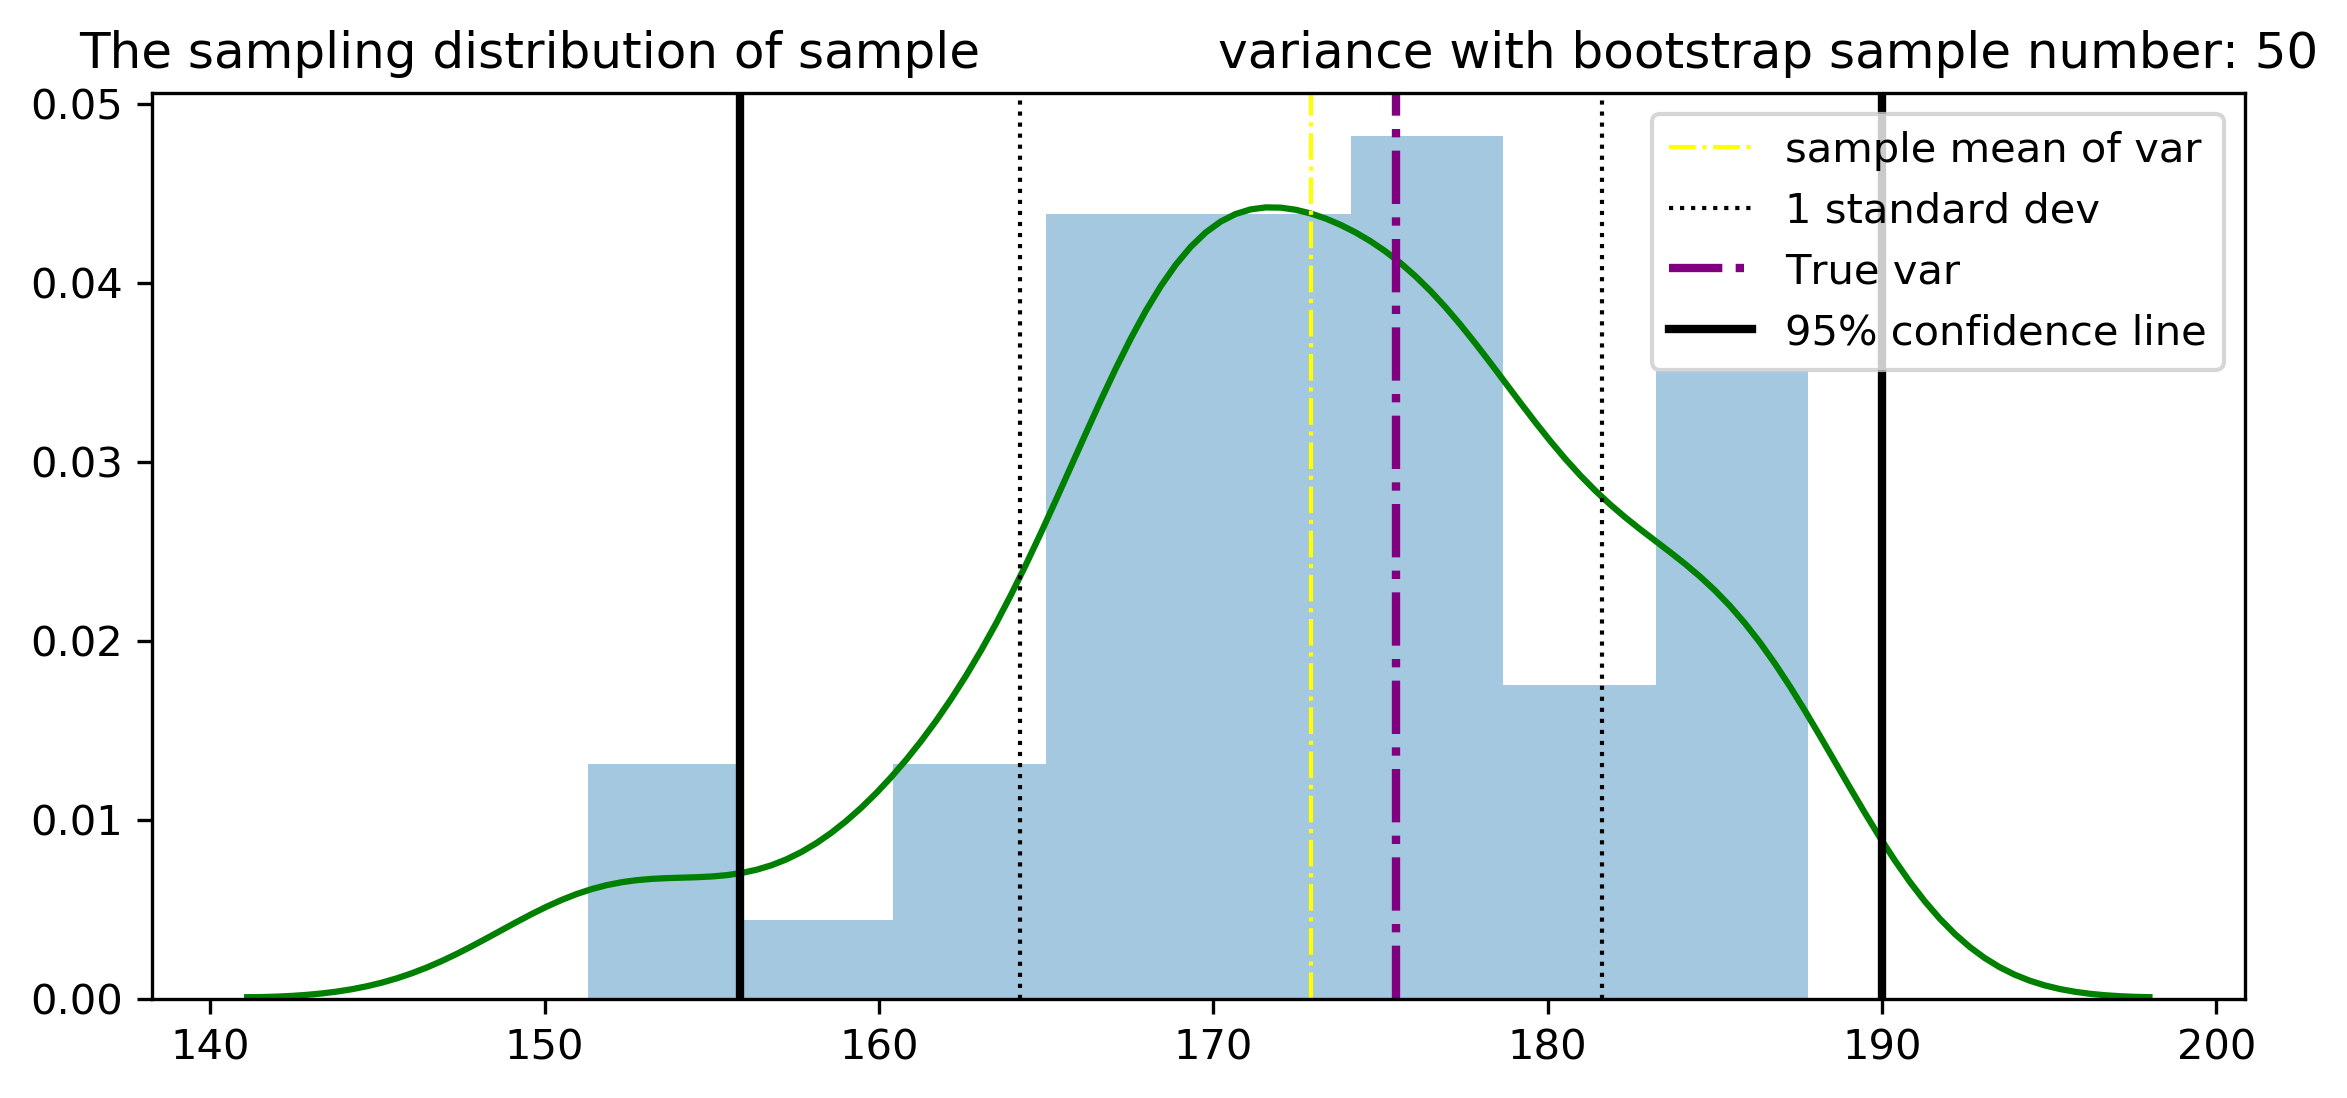 The sampling distribution of sample variance with bootstrap sample number: 50
0.05
0.04
0.03
0.02
0.01
0.00
sample mean of var
1 standard dev
True var
95% confidence line
140 150 160 170 180 190 200